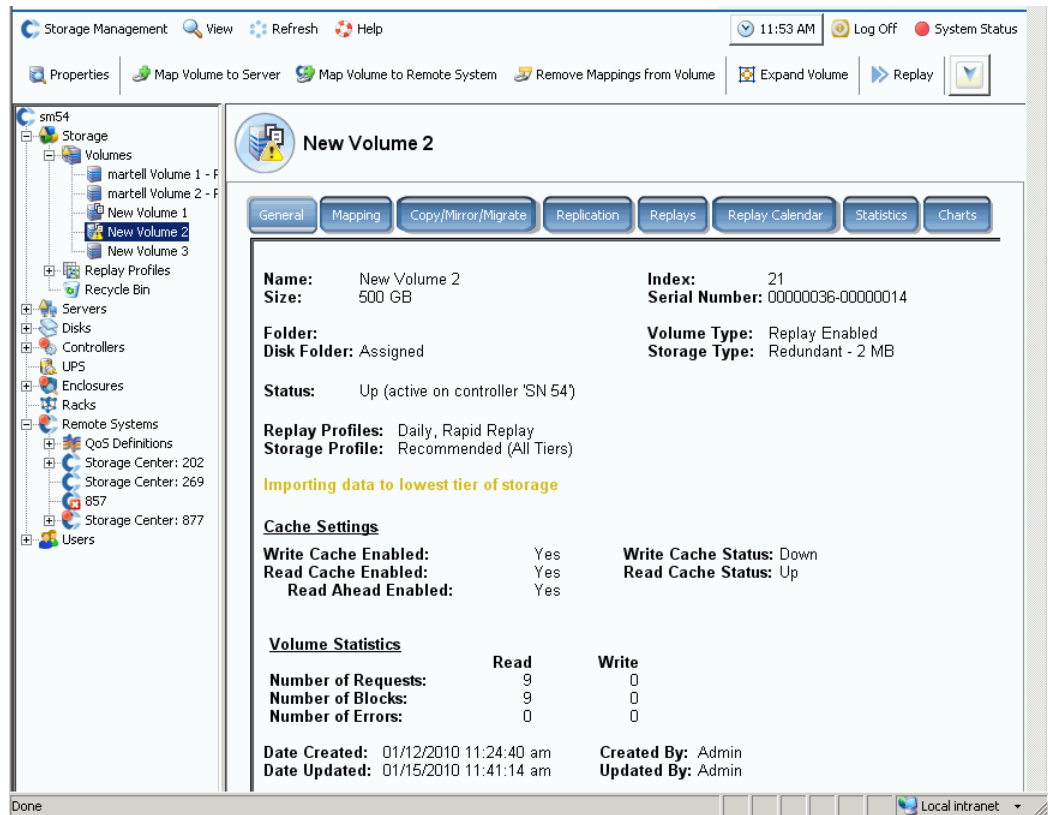 Storage Management View Refresh Help 11:53 AM Log Off System Status
Properties Map Volume to Server Map Volume to Remote System Remove Mappings from Volume Expand Volume Replay
sm54
Storage
Volumes
martell Volume 1 - F
martell Volume 2 - F
New Volume 1
New Volume 2
New Volume 3
Replay Profiles
Recycle Bin
Servers
Disks
Controllers
UPS
Enclosures
Racks
Remote Systems
QoS Definitions
Storage Center: 202
Storage Center: 269
857
Storage Center: 877
Users
New Volume 2
General Mapping Copy/Mirror/Migrate Replication Replays Replay Calendar Statistics Charts
Name: New Volume 2 Index: 21
Size: 500 GB Serial Number: 00000036-00000014
Folder: Volume Type: Replay Enabled
Disk Folder: Assigned Storage Type: Redundant - 2 MB
Status: Up (active on controller 'SN 54')
Replay Profiles: Daily, Rapid Replay
Storage Profile: Recommended (All Tiers)
Importing data to lowest tier of storage
Cache Settings
Write Cache Enabled: Yes Write Cache Status: Down
Read Cache Enabled: Yes Read Cache Status: Up
Read Ahead Enabled: Yes
Volume Statistics
Read Write
Number of Requests: 9 0
Number of Blocks: 9 0
Number of Errors: 0 0
Date Created: 01/12/2010 11:24:40 am Created By: Admin
Date Updated: 01/15/2010 11:41:14 am Updated By: Admin
Done Local intranet